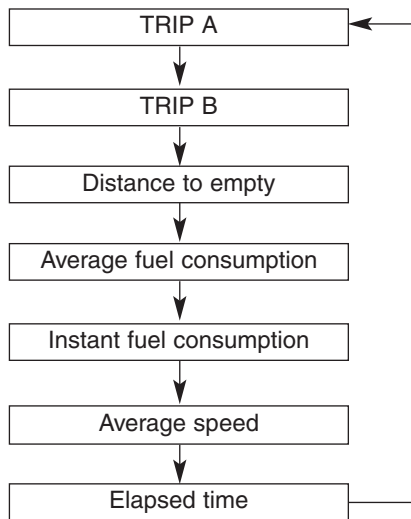 TRIP A
TRIP B
Distance to empty
Average fuel consumption
Instant fuel consumption
Average speed
Elapsed time